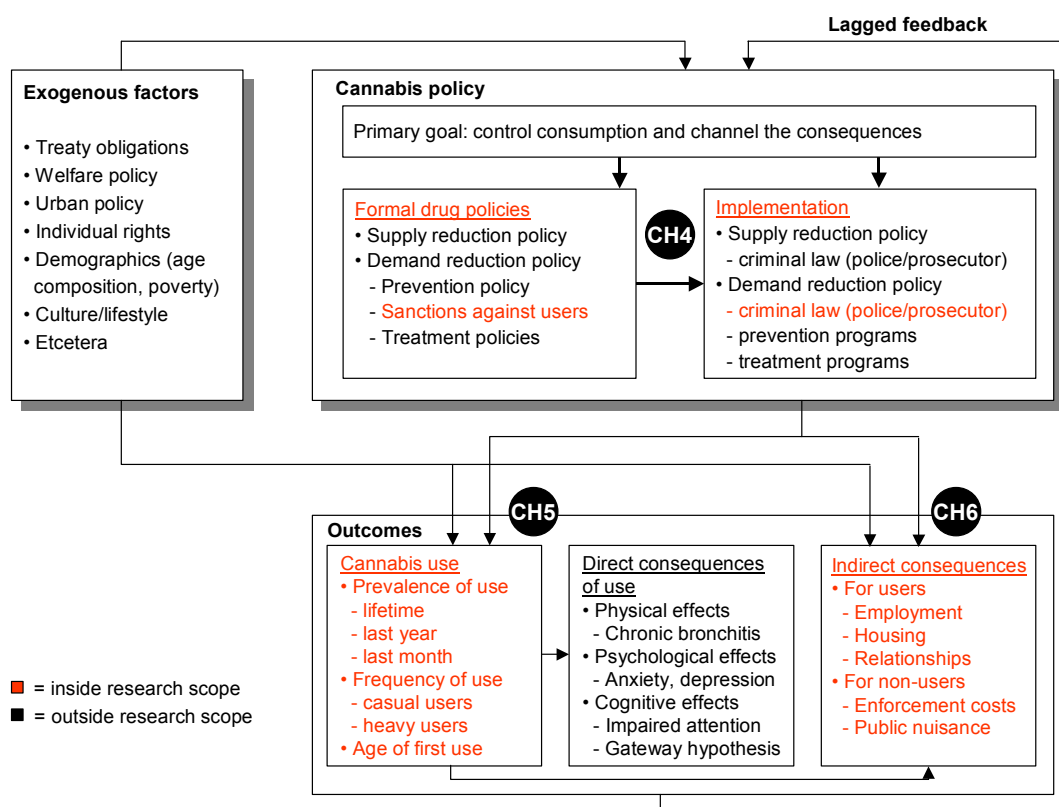 Lagged feedback
Exogenous factors
• Treaty obligations
• Welfare policy
• Urban policy
• Individual rights
• Demographics (age
composition, poverty)
• Culture/lifestyle
• Etcetera
Cannabis policy
Primary goal: control consumption and channel the consequences
Formal drug policies
• Supply reduction policy
• Demand reduction policy
- Prevention policy
- Sanctions against users
- Treatment policies
CH4
Implementation
• Supply reduction policy
- criminal law (police/prosecutor)
• Demand reduction policy
- criminal law (police/prosecutor)
- prevention programs
- treatment programs
CH5
CH6
Outcomes
Cannabis use
• Prevalence of use
- lifetime
- last year
- last month
• Frequency of use
- casual users
- heavy users
• Age of first use
Direct consequences
of use
• Physical effects
- Chronic bronchitis
• Psychological effects
- Anxiety, depression
• Cognitive effects
- Impaired attention
- Gateway hypothesis
Indirect consequences
• For users
- Employment
- Housing
- Relationships
• For non-users
- Enforcement costs
- Public nuisance
= inside research scope
= outside research scope